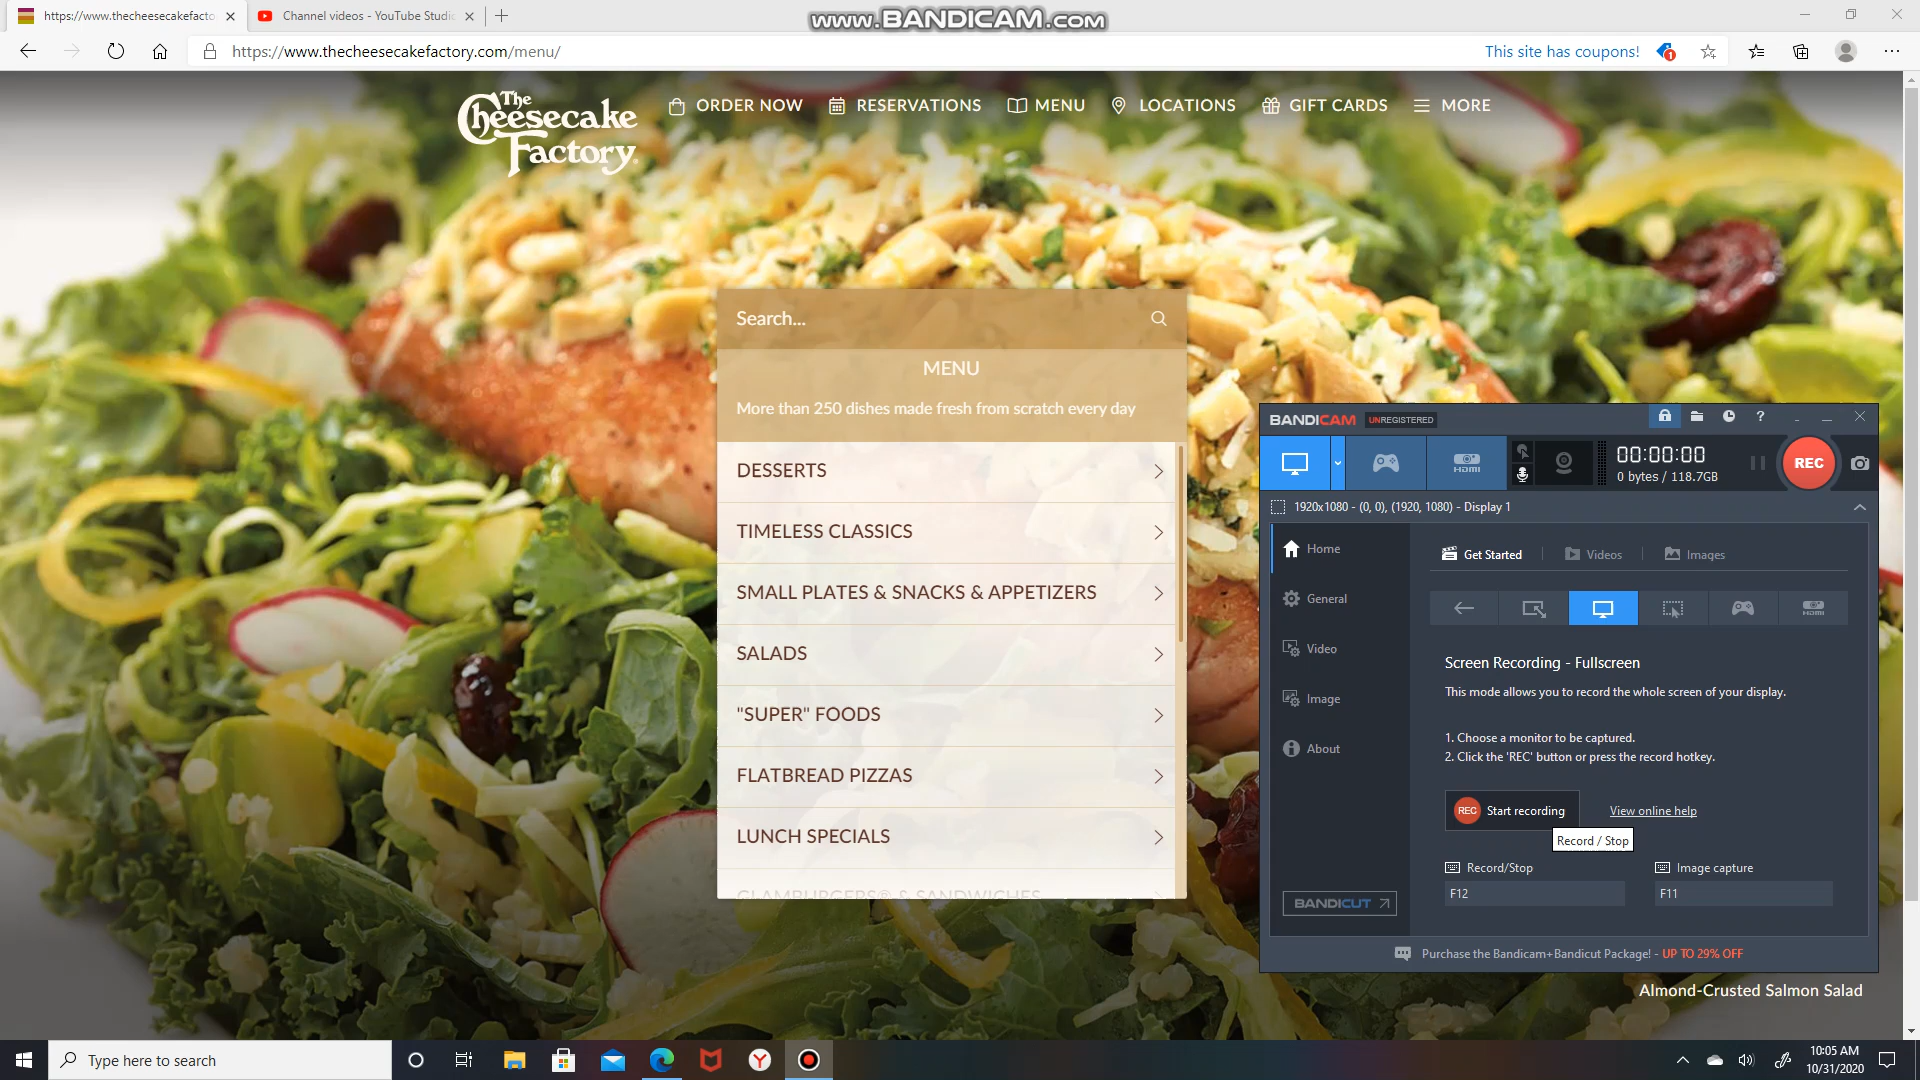 https://www.thecheesecakefacto
Channel videos - YouTube Studio
www.BANDICAM.com
https://www.thecheesecakefactory.com/menu/
This site has coupons!
1
The Cheesecake Factory
ORDER NOW
RESERVATIONS
MENU
LOCATIONS
GIFT CARDS
MORE
Search...
MENU
More than 250 dishes made fresh from scratch every day
DESSERTS
TIMELESS CLASSICS
SMALL PLATES & SNACKS & APPETIZERS
SALADS
"SUPER" FOODS
FLATBREAD PIZZAS
LUNCH SPECIALS
GLAMBURGERS® & SANDWICHES
BANDICAM UNREGISTERED
?
HDMI
00:00:00
0 bytes / 118.7GB
REC
1920x1080 - (0, 0), (1920, 1080) - Display 1
Home
General
Video
Image
About
BANDICUT
Get Started
Videos
Images
HDMI
Screen Recording - Fullscreen
This mode allows you to record the whole screen of your display.
1. Choose a monitor to be captured.
2. Click the 'REC' button or press the record hotkey.
REC Start recording
View online help
Record / Stop
Record/Stop
Image capture
F12
F11
Purchase the Bandicam+Bandicut Package! - UP TO 29% OFF
Almond-Crusted Salmon Salad
Type here to search
10:05 AM
10/31/2020